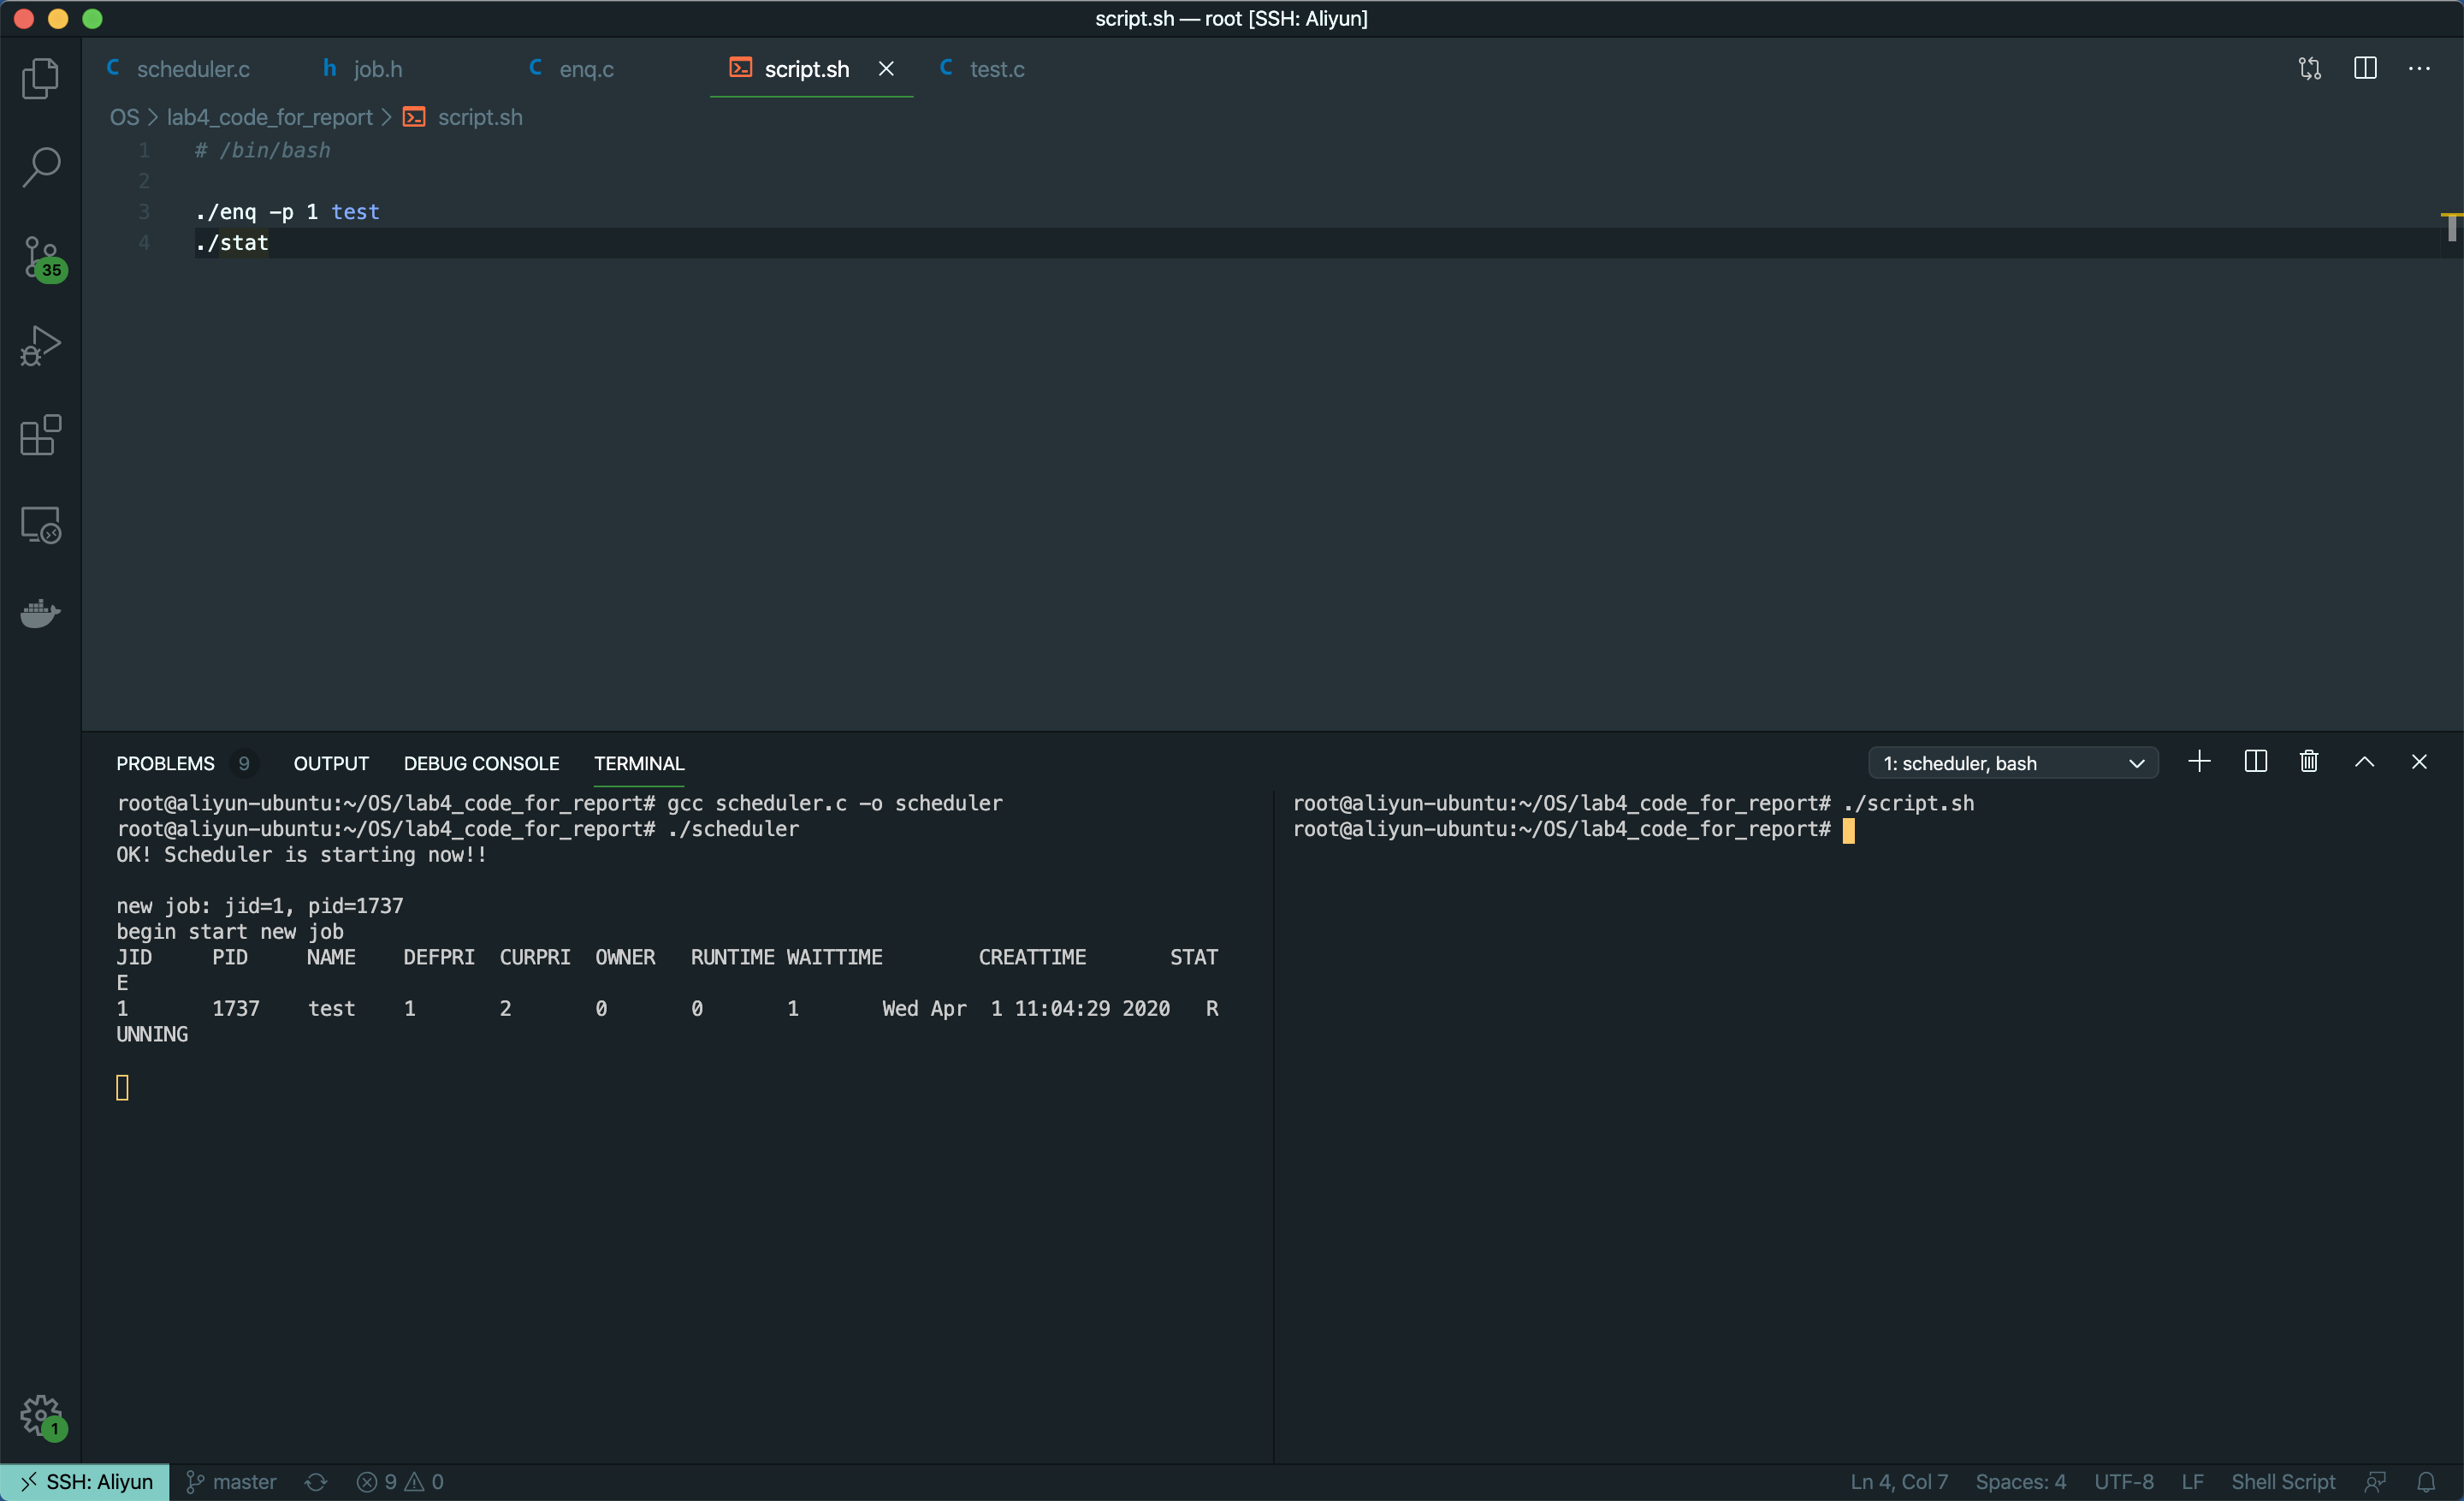 script.sh — root [SSH: Aliyun]
C scheduler.c h job.h C enq.c script.sh C test.c
OS > lab4_code_for_report > script.sh
1 # /bin/bash
2
3 ./enq -p 1 test
4 ./stat
35
PROBLEMS 9 OUTPUT DEBUG CONSOLE TERMINAL 1: scheduler, bash
root@aliyun-ubuntu:~/OS/lab4_code_for_report# gcc scheduler.c -o scheduler
root@aliyun-ubuntu:~/OS/lab4_code_for_report# ./scheduler
OK! Scheduler is starting now!!
new job: jid=1, pid=1737
begin start new job
JID PID NAME DEFPRI CURPRI OWNER RUNTIME WAITTIME CREATTIME STAT
E
1 1737 test 1 2 0 0 1 Wed Apr 1 11:04:29 2020 R
UNNING
root@aliyun-ubuntu:~/OS/lab4_code_for_report# ./script.sh
root@aliyun-ubuntu:~/OS/lab4_code_for_report#
1
SSH: Aliyun master 9 0 Ln 4, Col 7 Spaces: 4 UTF-8 LF Shell Script